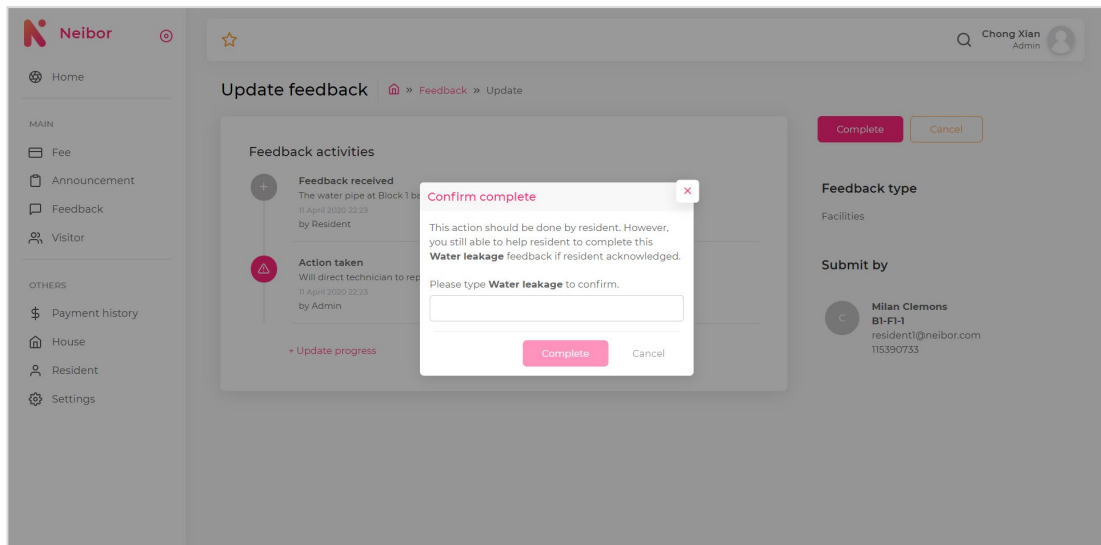 Neibor
Chong Xian
Admin
Home
Update feedback
» Feedback » Update
MAIN
Fee
Announcement
Feedback
Visitor
OTHERS
Payment history
House
Resident
Settings
Feedback activities
Feedback received
The water pipe at Block 1
11 April 2020 22:23
by Resident
Action taken
Will direct technician to
11 April 2020 22:23
by Admin
+ Update progress
Confirm complete
This action should be done by resident. However,
you still able to help resident to complete this
Water leakage feedback if resident acknowledged.
Please type Water leakage to confirm.
Complete
Cancel
Complete
Cancel
Feedback type
Facilities
Submit by
C
Milan Clemons
B1-F1-1
resident1@neibor.com
115390733